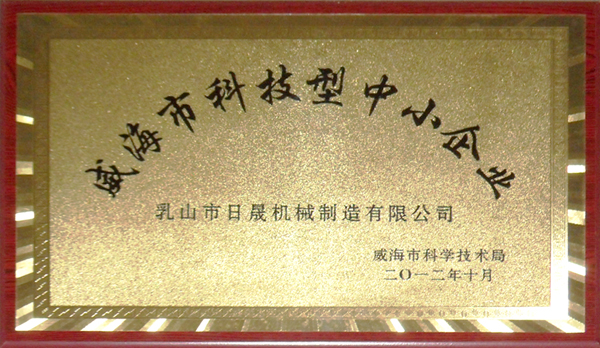 威海市科技型中小企业
乳山市日晟机械制造有限公司
威海市科学技术局
二〇一二年十月